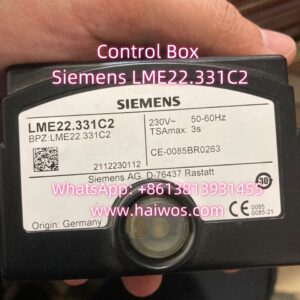 Control Box
Siemens LME22.331C2
SIEMENS
LME22.331C2
BPZ:LME22.331C2
230V~ 50-60Hz
TSAmax. 3s
CE-0085BR0263
2112230112
Siemens AG D-76437 Rastatt
WhatsApp: +8613813931455
www.haiwos.com
Origin: Germany
0085
0085-21